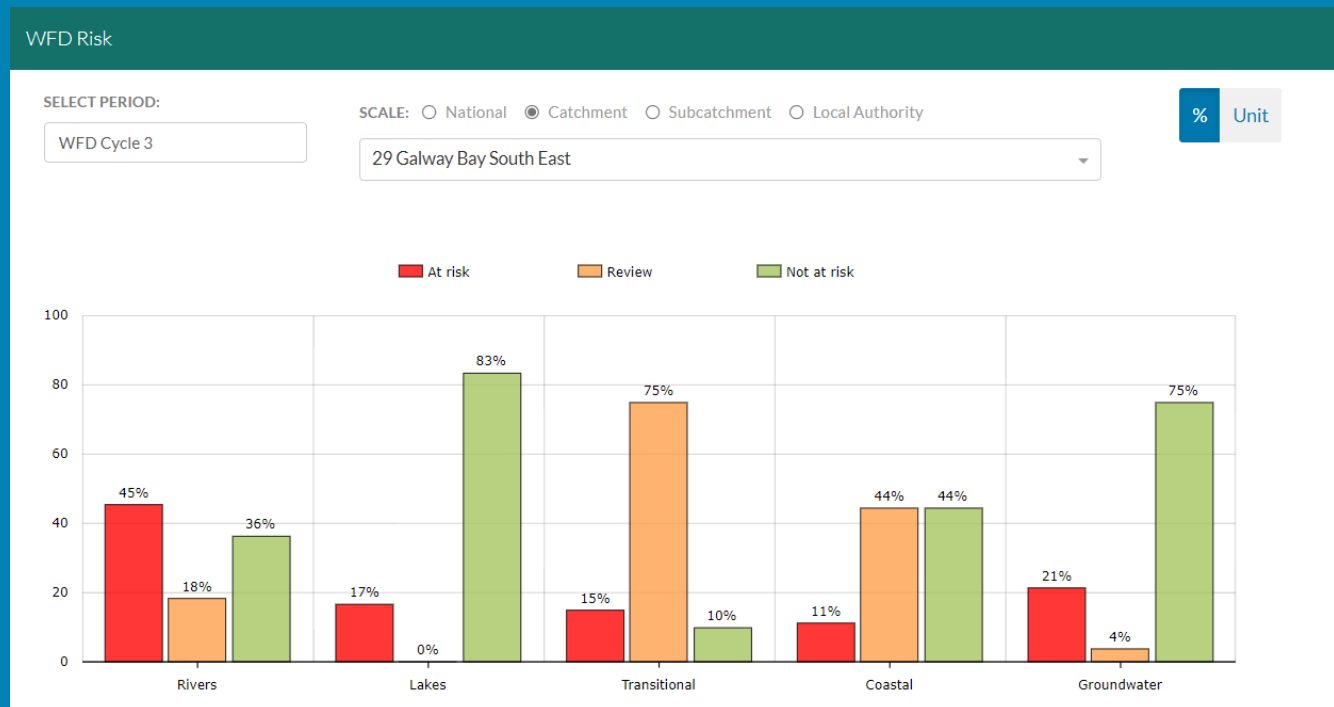 WFD Risk
SELECT PERIOD:
WFD Cycle 3
SCALE: National Catchment Subcatchment Local Authority
29 Galway Bay South East
% Unit
At risk Review Not at risk
100
80
60
40
20
0
45%
18%
36%
17%
0%
83%
15%
75%
10%
11%
44%
44%
21%
4%
75%
Rivers Lakes Transitional Coastal Groundwater